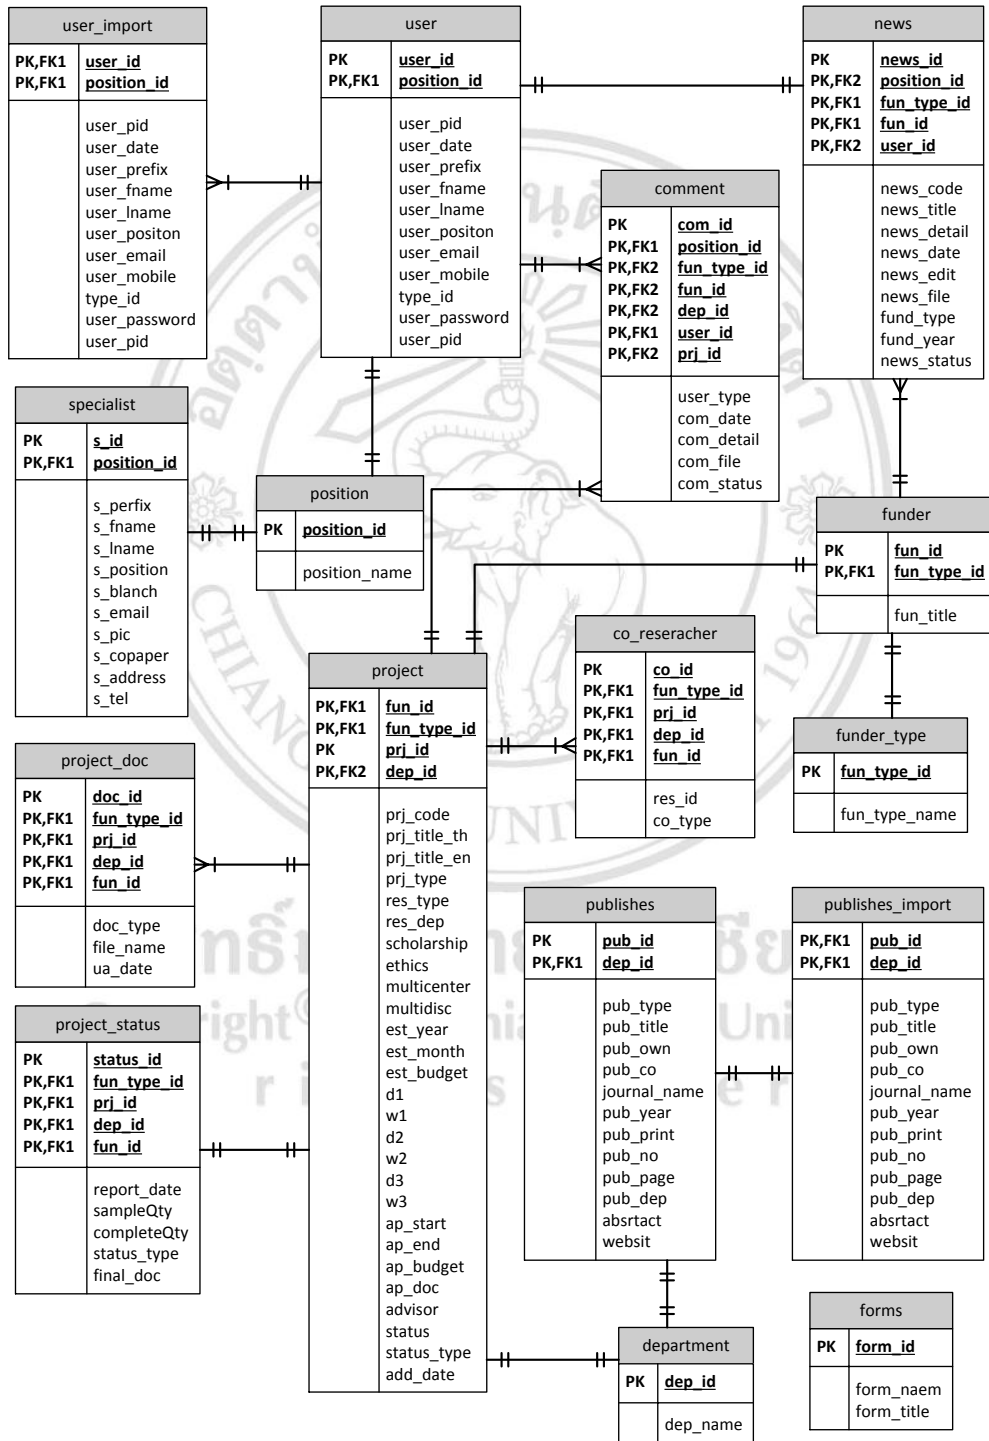 user_import
PK,FK1 user_id
PK,FK1 position_id
user_pid
user_date
user_prefix
user_fname
user_lname
user_positon
user_email
user_mobile
type_id
user_password
user_pid
user
PK user_id
PK,FK1 position_id
user_pid
user_date
user_prefix
user_fname
user_lname
user_positon
user_email
user_mobile
type_id
user_password
user_pid
news
PK news_id
PK,FK2 position_id
PK,FK1 fun_type_id
PK,FK1 fun_id
PK,FK2 user_id
news_code
news_title
news_detail
news_date
news_edit
news_file
fund_type
fund_year
news_status
comment
PK com_id
PK,FK1 position_id
PK,FK2 fun_type_id
PK,FK2 fun_id
PK,FK2 dep_id
PK,FK1 user_id
PK,FK2 prj_id
user_type
com_date
com_detail
com_file
com_status
specialist
PK s_id
PK,FK1 position_id
s_perfix
s_fname
s_lname
s_position
s_blanch
s_email
s_pic
s_copaper
s_address
s_tel
position
PK position_id
position_name
funder
PK fun_id
PK,FK1 fun_type_id
fun_title
co_reseracher
PK co_id
PK,FK1 fun_type_id
PK,FK1 prj_id
PK,FK1 dep_id
PK,FK1 fun_id
res_id
co_type
project
PK,FK1 fun_id
PK,FK1 fun_type_id
PK prj_id
PK,FK2 dep_id
prj_code
prj_title_th
prj_title_en
prj_type
res_type
res_dep
scholarship
ethics
multicenter
multidisc
est_year
est_month
est_budget
d1
w1
d2
w2
d3
w3
ap_start
ap_end
ap_budget
ap_doc
advisor
status
status_type
add_date
funder_type
PK fun_type_id
fun_type_name
project_doc
PK doc_id
PK,FK1 fun_type_id
PK,FK1 prj_id
PK,FK1 dep_id
PK,FK1 fun_id
doc_type
file_name
ua_date
publishes
PK pub_id
PK,FK1 dep_id
pub_type
pub_title
pub_own
pub_co
journal_name
pub_year
pub_print
pub_no
pub_page
pub_dep
absrtact
websit
publishes_import
PK,FK1 pub_id
PK,FK1 dep_id
pub_type
pub_title
pub_own
pub_co
journal_name
pub_year
pub_print
pub_no
pub_page
pub_dep
absrtact
websit
project_status
PK status_id
PK,FK1 fun_type_id
PK,FK1 prj_id
PK,FK1 dep_id
PK,FK1 fun_id
report_date
sampleQty
completeQty
status_type
final_doc
department
PK dep_id
dep_name
forms
PK form_id
form_naem
form_title
1964